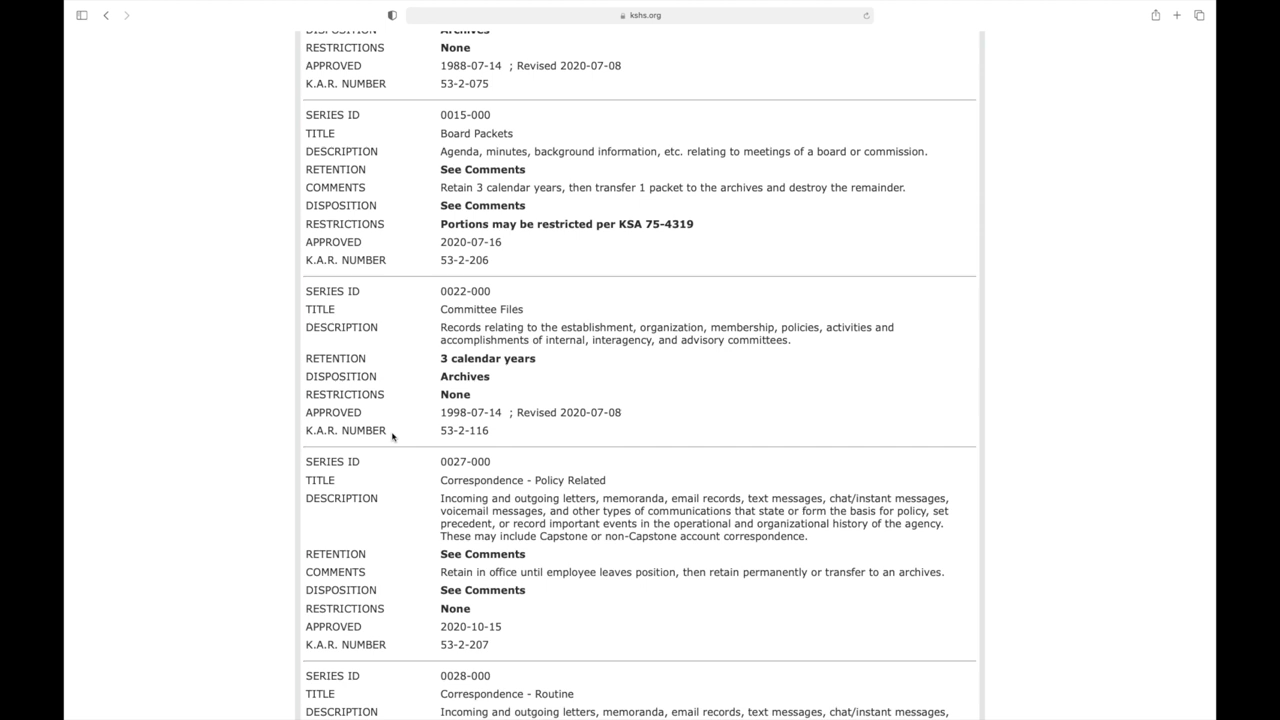 kshs.org
DISPOSITION Archives
RESTRICTIONS None
APPROVED 1988-07-14 ; Revised 2020-07-08
K.A.R. NUMBER 53-2-075
SERIES ID 0015-000
TITLE Board Packets
DESCRIPTION Agenda, minutes, background information, etc. relating to meetings of a board or commission.
RETENTION See Comments
COMMENTS Retain 3 calendar years, then transfer 1 packet to the archives and destroy the remainder.
DISPOSITION See Comments
RESTRICTIONS Portions may be restricted per KSA 75-4319
APPROVED 2020-07-16
K.A.R. NUMBER 53-2-206
SERIES ID 0022-000
TITLE Committee Files
DESCRIPTION Records relating to the establishment, organization, membership, policies, activities and
accomplishments of internal, interagency, and advisory committees.
RETENTION 3 calendar years
DISPOSITION Archives
RESTRICTIONS None
APPROVED 1998-07-14 ; Revised 2020-07-08
K.A.R. NUMBER 53-2-116
SERIES ID 0027-000
TITLE Correspondence - Policy Related
DESCRIPTION Incoming and outgoing letters, memoranda, email records, text messages, chat/instant messages,
voicemail messages, and other types of communications that state or form the basis for policy, set
precedent, or record important events in the operational and organizational history of the agency.
These may include Capstone or non-Capstone account correspondence.
RETENTION See Comments
COMMENTS Retain in office until employee leaves position, then retain permanently or transfer to an archives.
DISPOSITION See Comments
RESTRICTIONS None
APPROVED 2020-10-15
K.A.R. NUMBER 53-2-207
SERIES ID 0028-000
TITLE Correspondence - Routine
DESCRIPTION Incoming and outgoing letters, memoranda, email records, text messages, chat/instant messages,